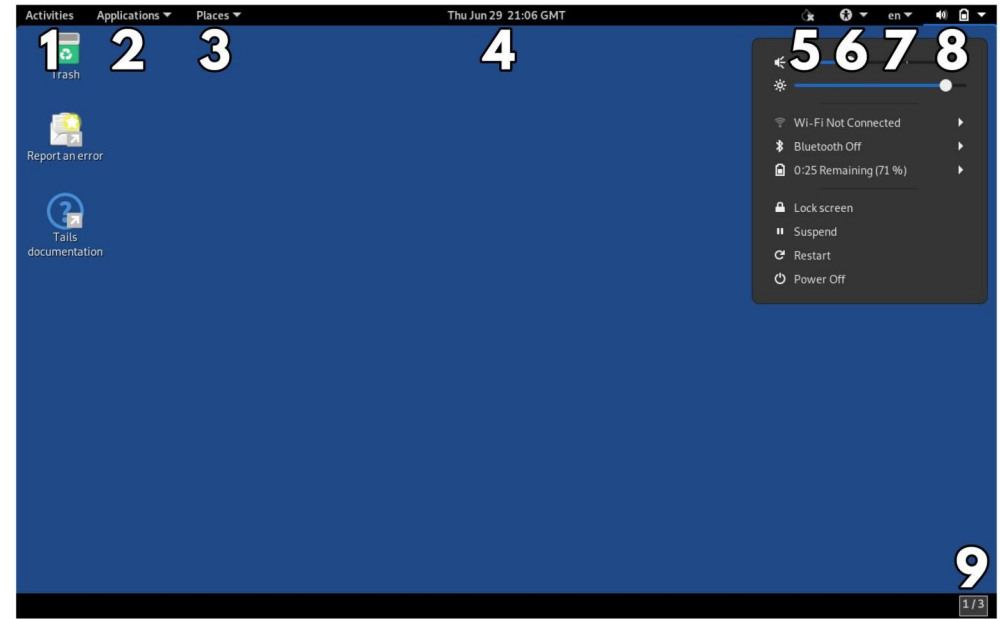 Activities Applications Places Thu Jun 29 21:06 GMT en
1 2 3 4 5 6 7 8
Trash
Report an error
Tails
documentation
Wi-Fi Not Connected
Bluetooth Off
0:25 Remaining (71 %)
Lock screen
Suspend
Restart
Power Off
9
1 / 3